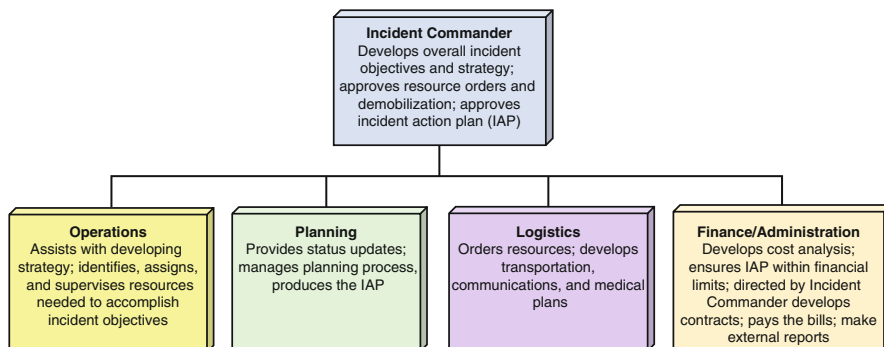 Incident Commander
Develops overall incident
objectives and strategy;
approves resource orders and
demobilization; approves
incident action plan (IAP)
Operations
Assists with developing
strategy; identifies, assigns,
and supervises resources
needed to accomplish
incident objectives
Planning
Provides status updates;
manages planning process,
produces the IAP
Logistics
Orders resources; develops
transportation,
communications, and medical
plans
Finance/Administration
Develops cost analysis;
ensures IAP within financial
limits; directed by Incident
Commander develops
contracts; pays the bills; make
external reports